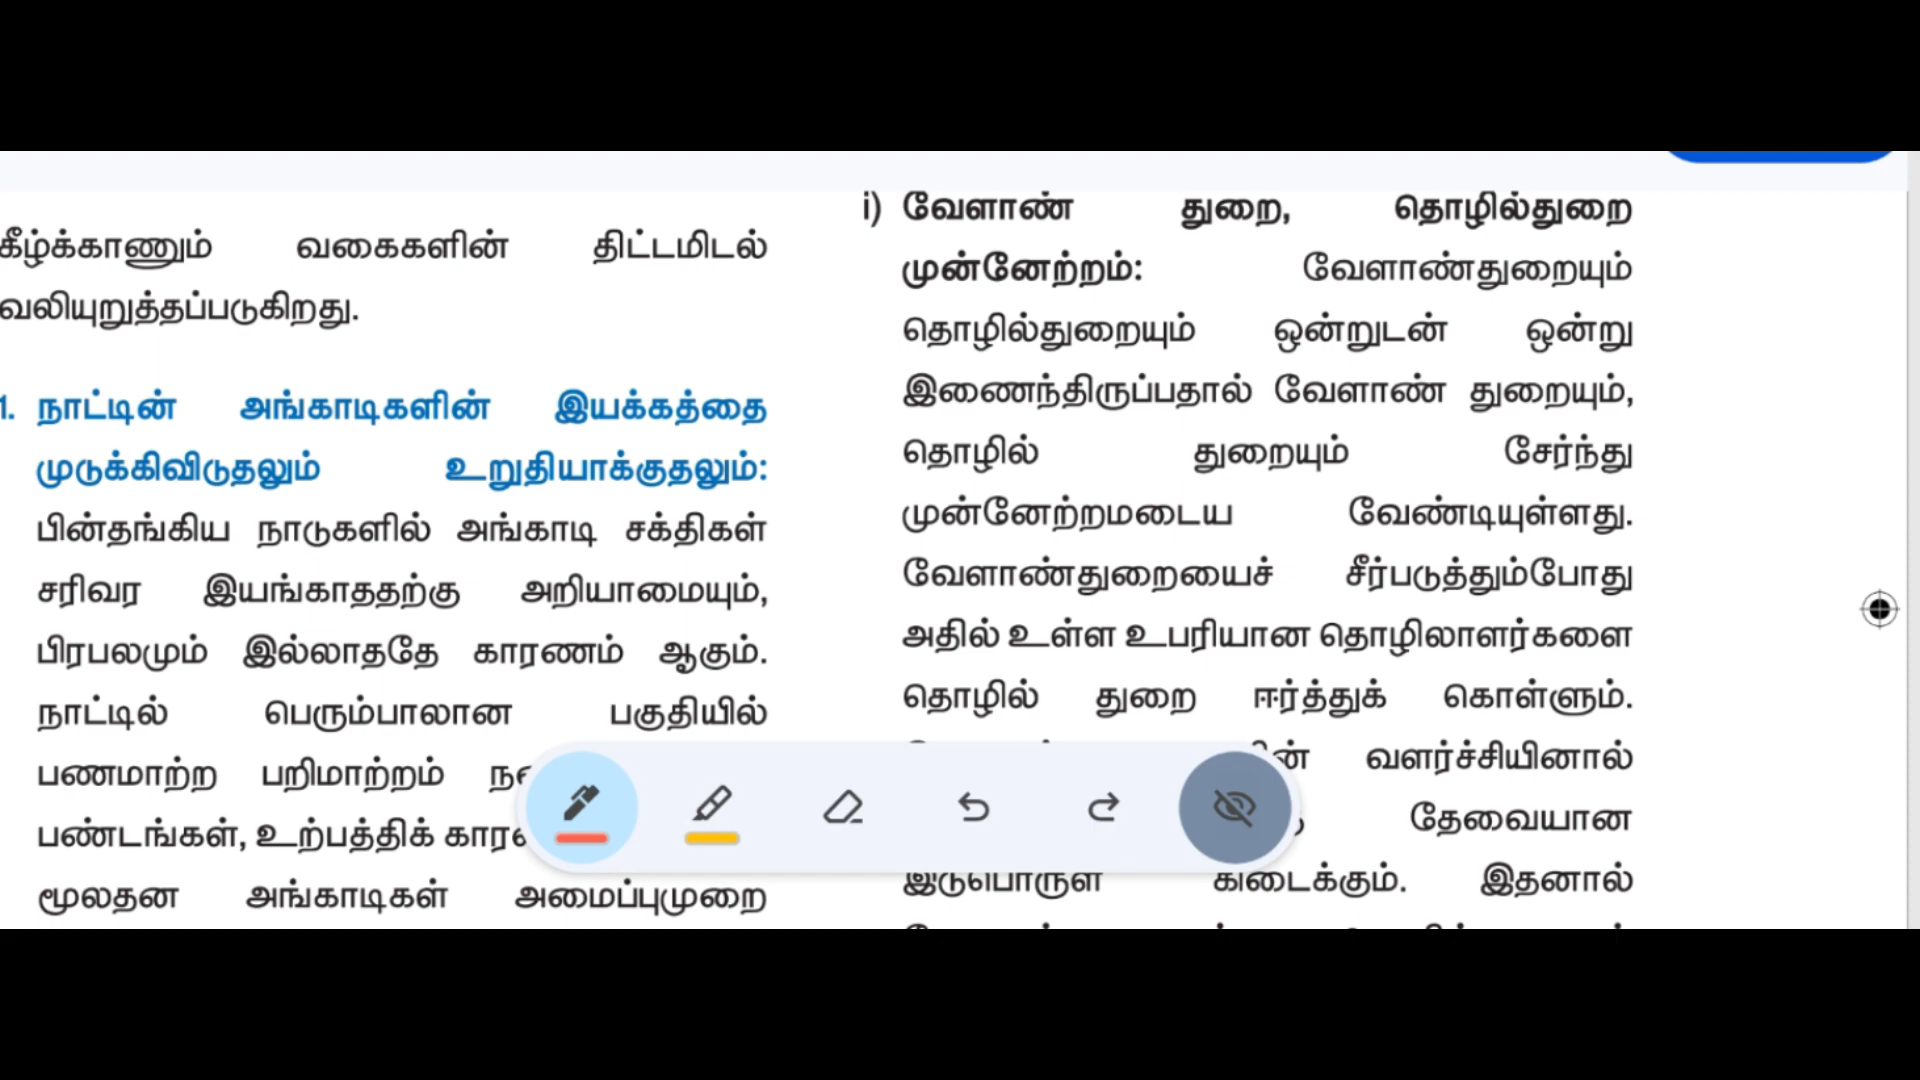 கீழ்க்காணும் வகைகளின் திட்டமிடல்
வலியுறுத்தப்படுகிறது.
1. நாட்டின் அங்காடிகளின் இயக்கத்தை
முடுக்கிவிடுதலும் உறுதியாக்குதலும்:
பின்தங்கிய நாடுகளில் அங்காடி சக்திகள்
சரிவர இயங்காததற்கு அறியாமையும்,
பிரபலமும் இல்லாததே காரணம் ஆகும்.
நாட்டில் பெரும்பாலான பகுதியில்
பணமாற்ற பறிமாற்றம்
பண்டங்கள், உற்பத்திக்
மூலதன அங்காடிகள் அமைப்புமுறை
i) வேளாண் துறை, தொழில்துறை
முன்னேற்றம்: வேளாண்துறையும்
தொழில்துறையும் ஒன்றுடன் ஒன்று
இணைந்திருப்பதால் வேளாண் துறையும்,
தொழில் துறையும் சேர்ந்து
முன்னேற்றமடைய வேண்டியுள்ளது.
வேளாண்துறையைச் சீர்படுத்தும்போது
அதில் உள்ள உபரியான தொழிலாளர்களை
தொழில் துறை ஈர்த்துக் கொள்ளும்.
வளர்ச்சியினால்
தேவையான
இடுபொருள் கிடைக்கும். இதனால்